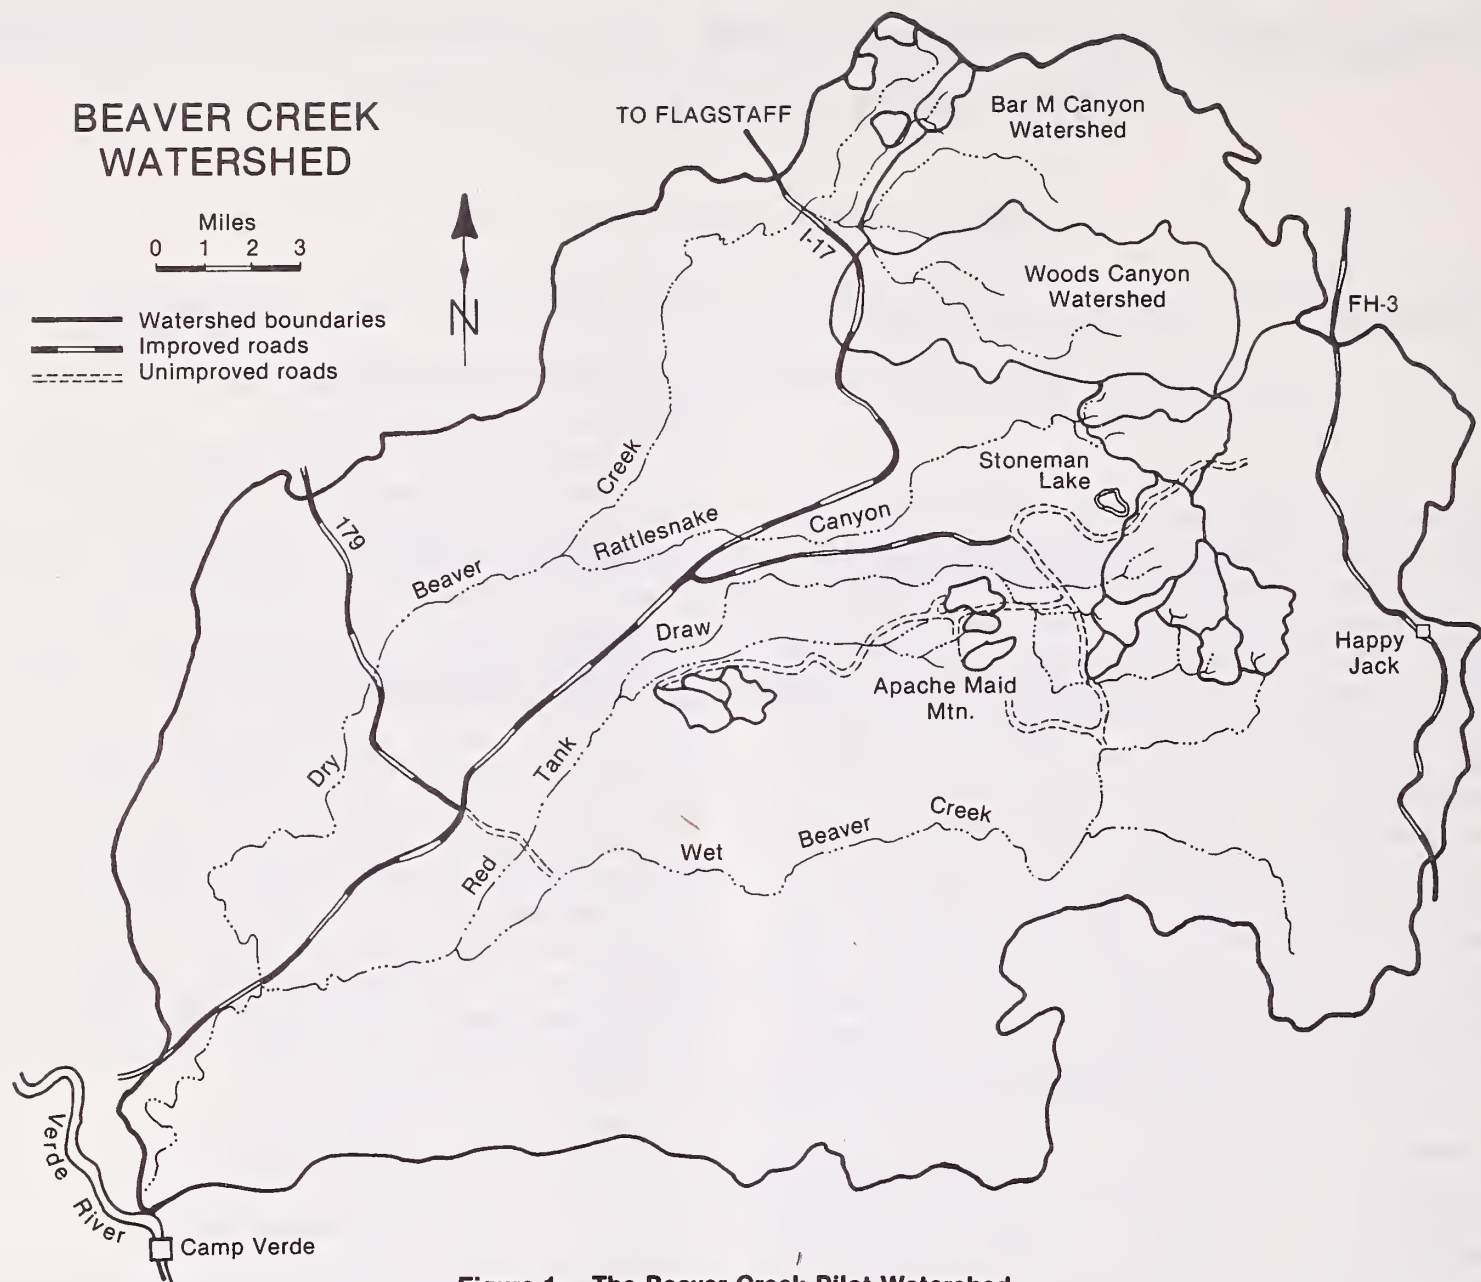 BEAVER CREEK
WATERSHED
Miles
0 1 2 3
Watershed boundaries
Improved roads
Unimproved roads
N
TO FLAGSTAFF
I-17
Bar M Canyon
Watershed
Woods Canyon
Watershed
FH-3
Stoneman
Lake
Creek
Rattlesnake
Canyon
179
Beaver
Draw
Happy
Jack
Apache Maid
Mtn.
Dry
Tank
Beaver
Creek
Wet
Red
Verde
River
Camp Verde
Figure 1.—The Beaver Creek Pilot Watershed